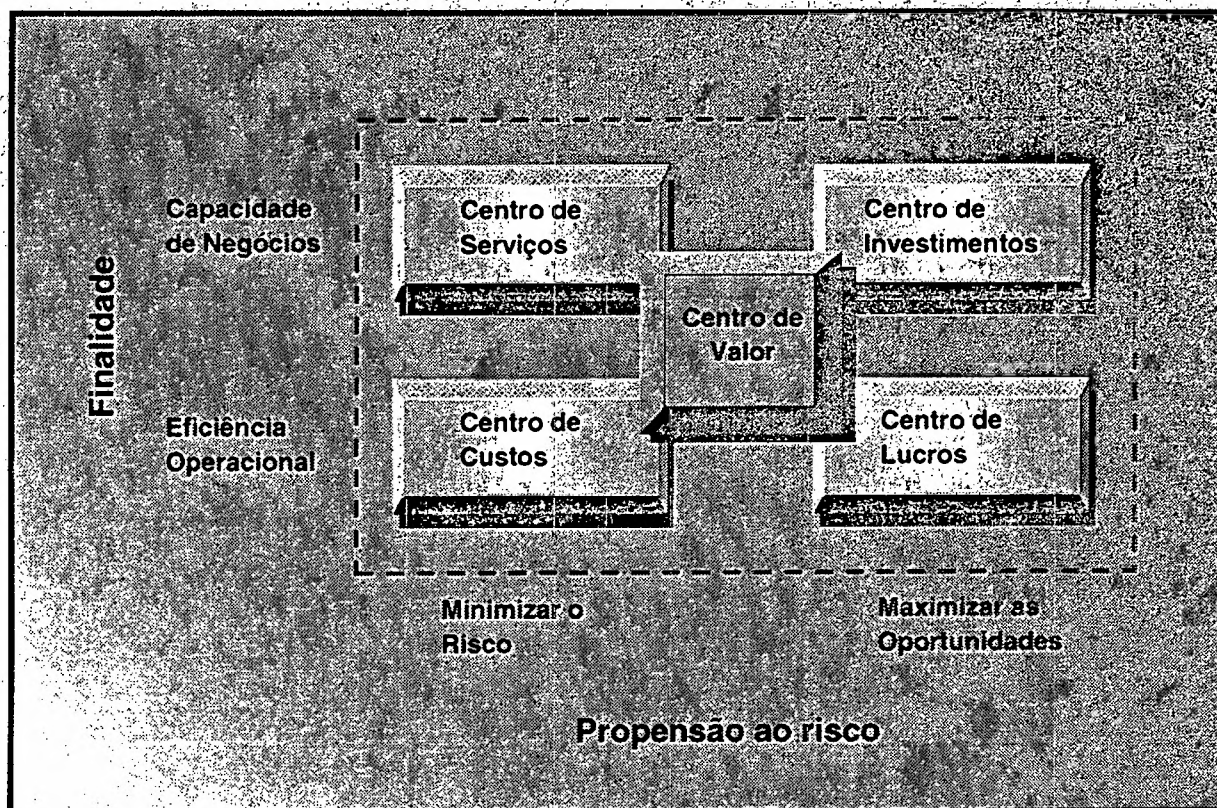 Finalidade
Capacidade
de Negócios
Centro de
Serviços
Centro de
Investimentos
Centro de
Valor
Eficiência
Operacional
Centro de
Custos
Centro de
Lucros
Minimizar o
Risco
Maximizar as
Oportunidades
Propensão ao risco